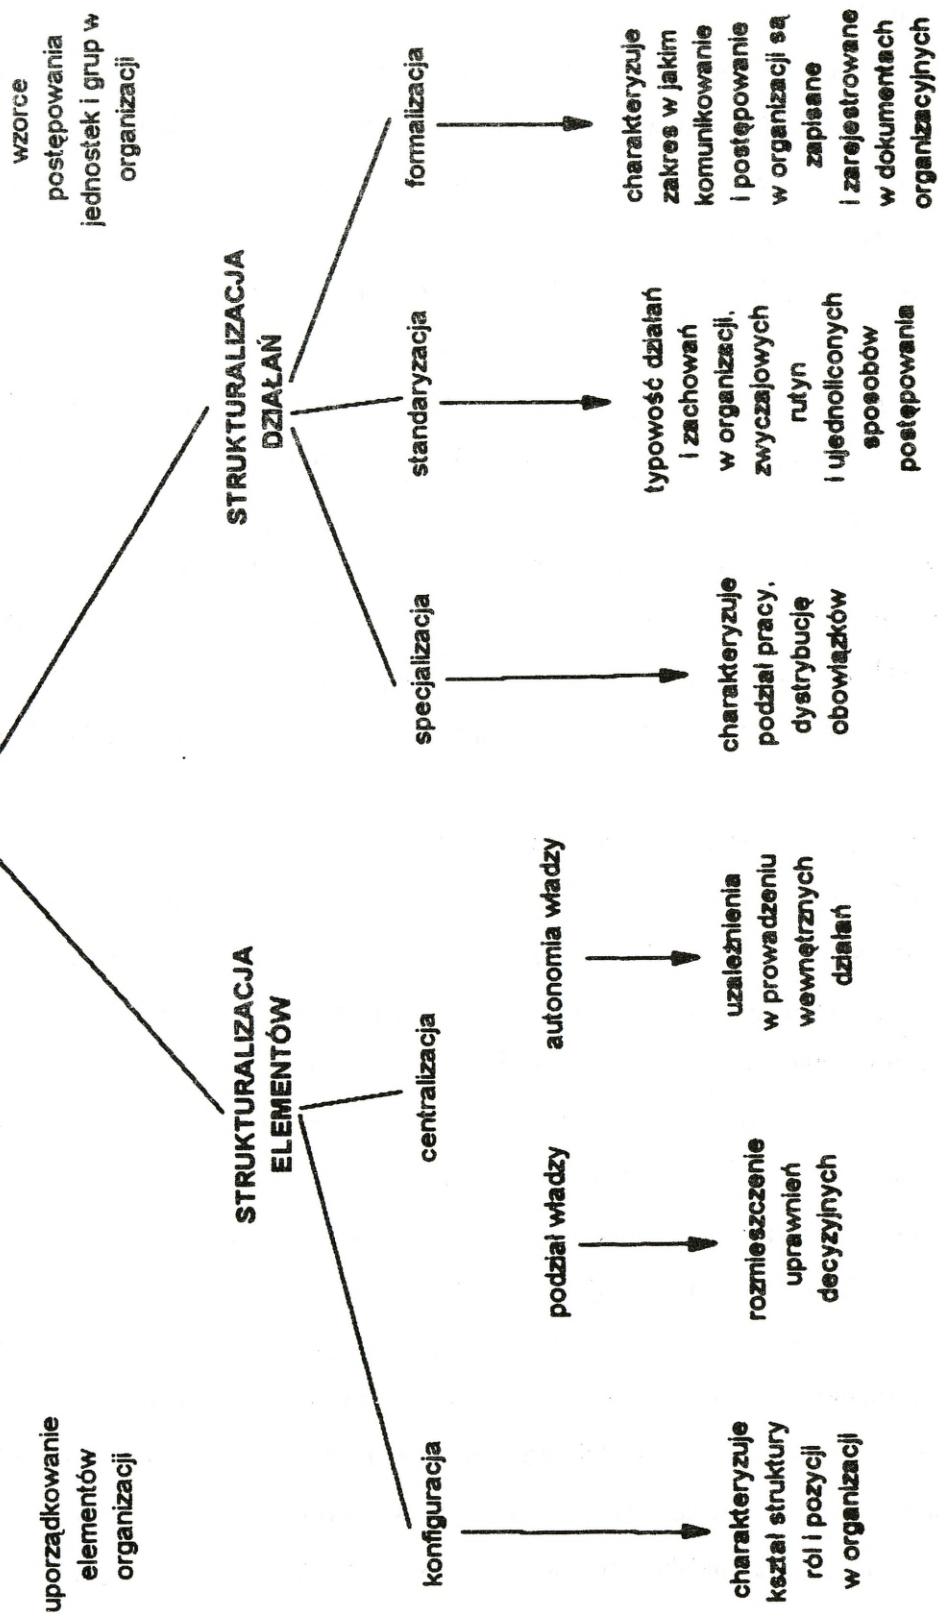 uporządkowanie
elementów
organizacji
wzorce
postępowania
jednostek i grup w
organizacji
STRUKTURALIZACJA
ELEMENTÓW
STRUKTURALIZACJA
DZIAŁAŃ
konfiguracja
centralizacja
specjalizacja
standaryzacja
formalizacja
podział władzy
autonomia władzy
charakteryzuje
kształ struktury
ról i pozycji
w organizacji
rozmieszczenie
uprawnień
decyzyjnych
uzależnienia
w prowadzeniu
wewnętrznych
działań
charakteryzuje
podział pracy,
dystrybucję
obowiązków
typowość działań
i zachowań
w organizacji,
zwyczajowych
rutyn
i ujednoliconych
sposobów
postępowania
charakteryzuje
zakres w jakim
komunikowanie
i postępowanie
w organizacji są
zapisane
i zarejestrowane
w dokumentach
organizacyjnych